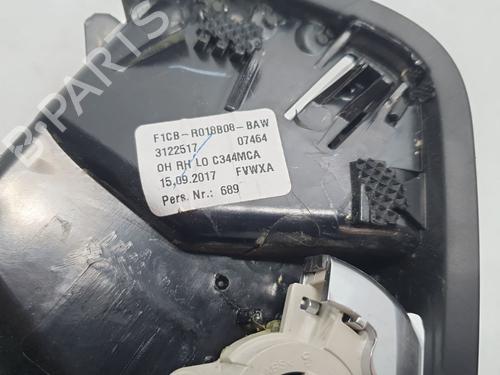 F1CB-R018B08-BAW
3122517 07464
OH RH LO C344MCA
15.09.2017 FVWXA
Pers. Nr.: 689
B-PARTS